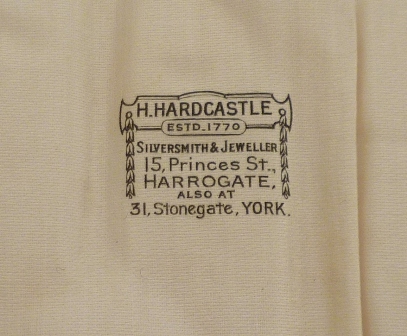 H. HARDCASTLE
ESTD. 1770
SILVERSMITH & JEWELLER
15, Princes St.,
HARROGATE,
ALSO AT
31, Stonegate, YORK.